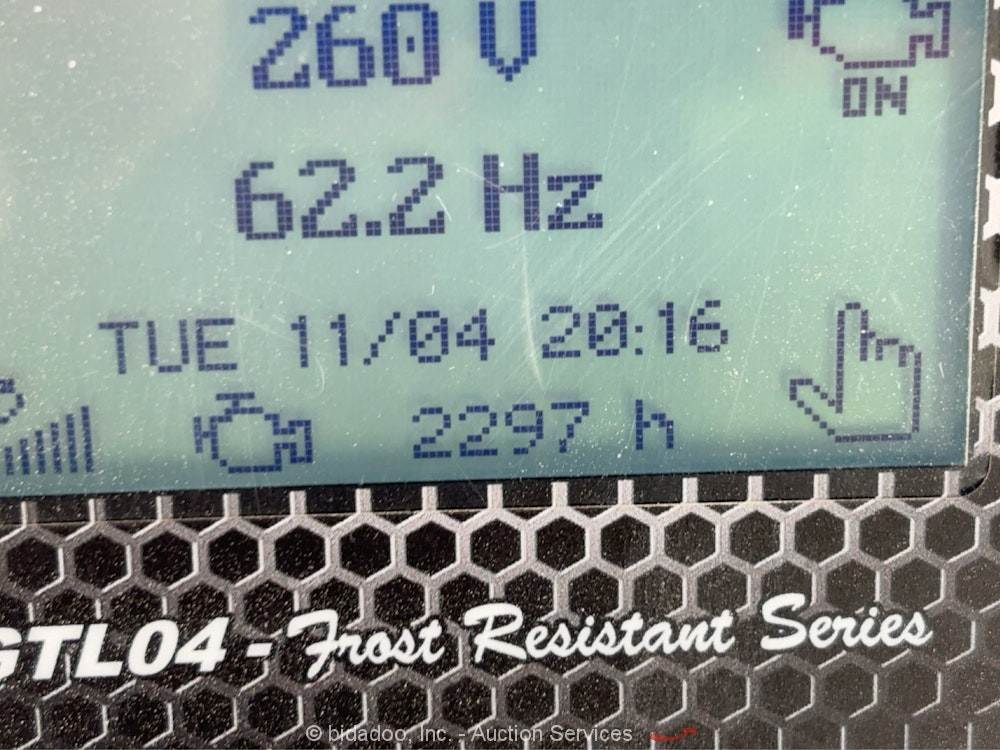 260 V
ON
62.2 Hz
TUE 11/04 20:16
2297 h
GTL04 - Frost Resistant Series
© bidadoo, Inc. - Auction Services